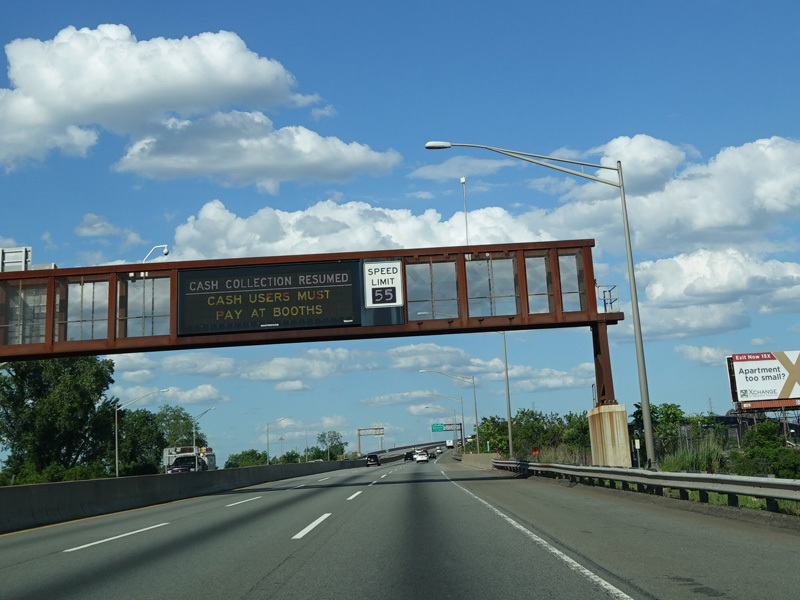 CASH COLLECTION RESUMED
CASH USERS MUST
PAY AT BOOTHS
SPEED
LIMIT
55
Exit Now 15X
Apartment
too small?
XCHANGE